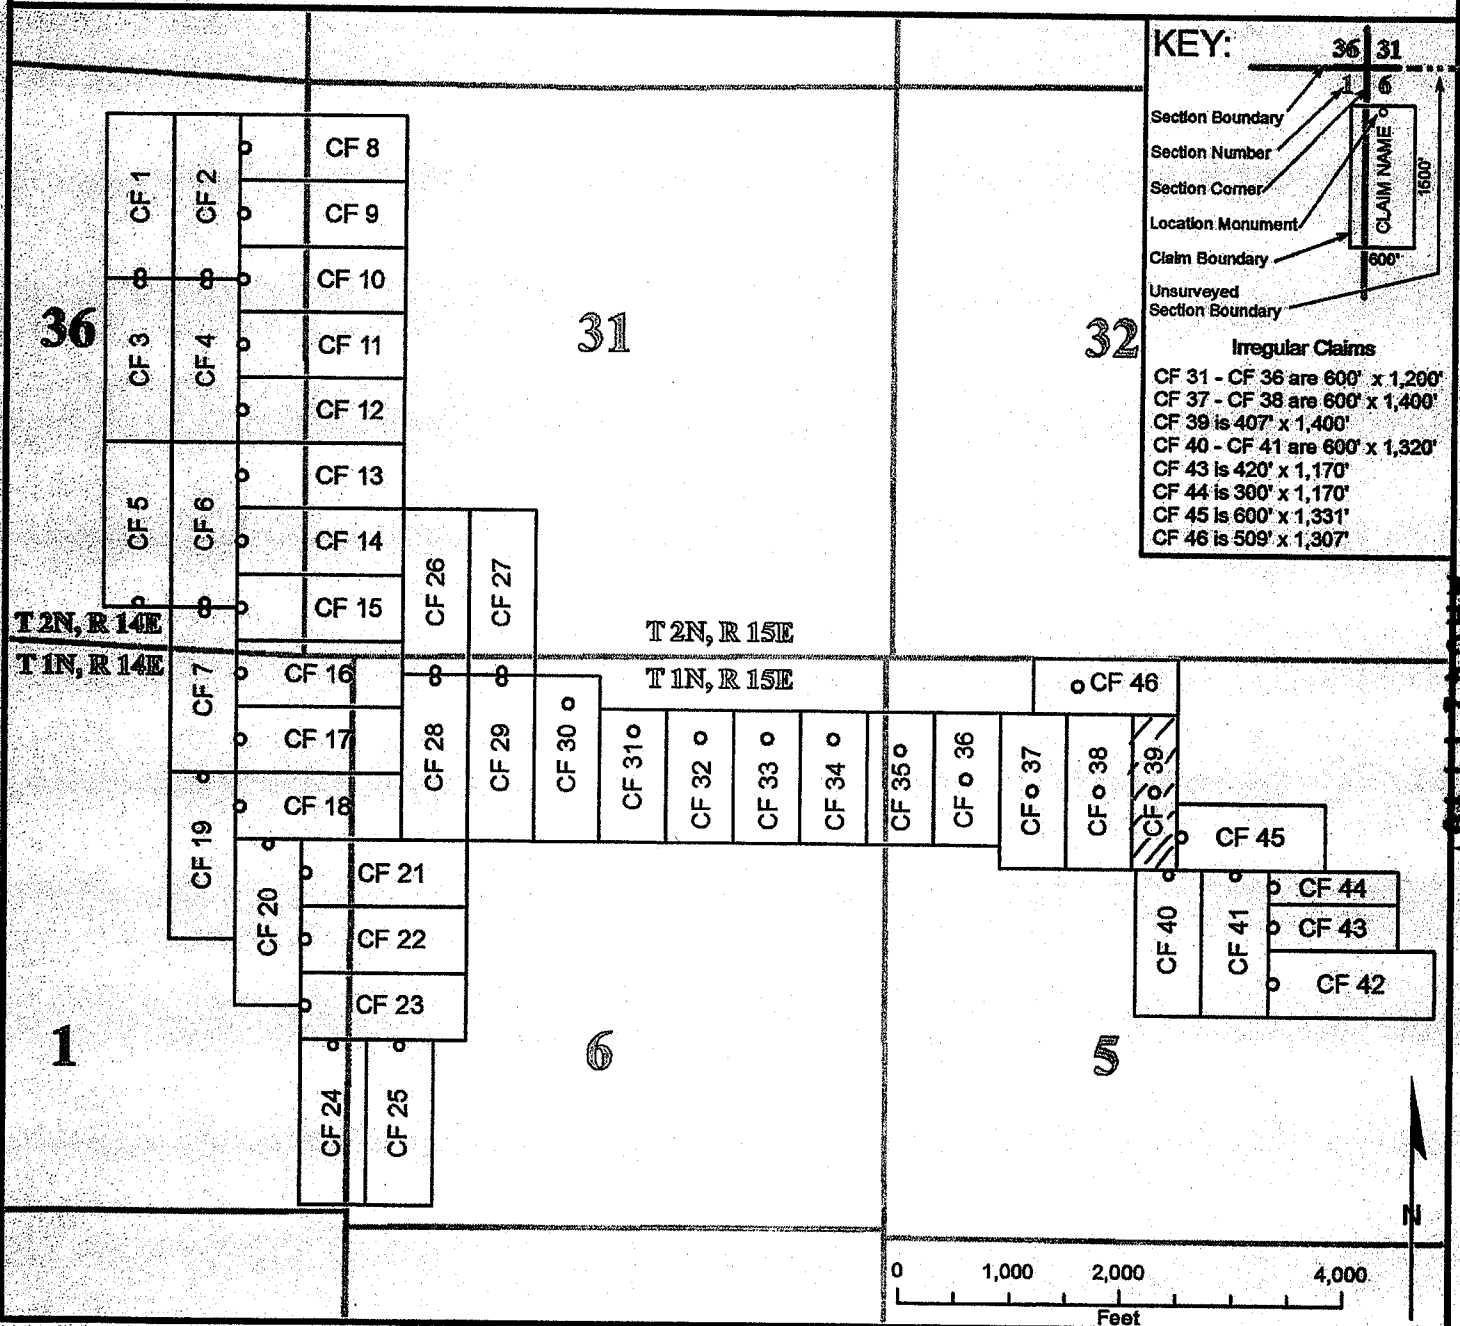 KEY:
36 31
1 6
Section Boundary
Section Number
Section Corner
Location Monument
Claim Boundary
Unsurveyed
Section Boundary
CLAIM NAME
1500'
600'
Irregular Claims
CF 31 - CF 36 are 600' x 1,200'
CF 37 - CF 38 are 600' x 1,400'
CF 39 is 407' x 1,400'
CF 40 - CF 41 are 600' x 1,320'
CF 43 is 420' x 1,170'
CF 44 is 300' x 1,170'
CF 45 is 600' x 1,331'
CF 46 is 509' x 1,307'
CF 1
CF 2
CF 8
CF 9
CF 10
36
31
32
CF 3
CF 4
CF 11
CF 12
CF 13
CF 5
CF 6
CF 14
CF 15
CF 26
CF 27
T 2N, R 14E
T 2N, R 15E
T 1N, R 14E
T 1N, R 15E
CF 7
CF 16
CF 17
CF 18
CF 28
CF 29
CF 30
CF 31
CF 32
CF 33
CF 34
CF 35
CF 36
CF 37
CF 38
CF 39
CF 46
CF 45
CF 19
CF 20
CF 21
CF 22
CF 23
CF 40
CF 41
CF 44
CF 43
CF 42
1
6
5
CF 24
CF 25
N
0 1,000 2,000 4,000
Feet